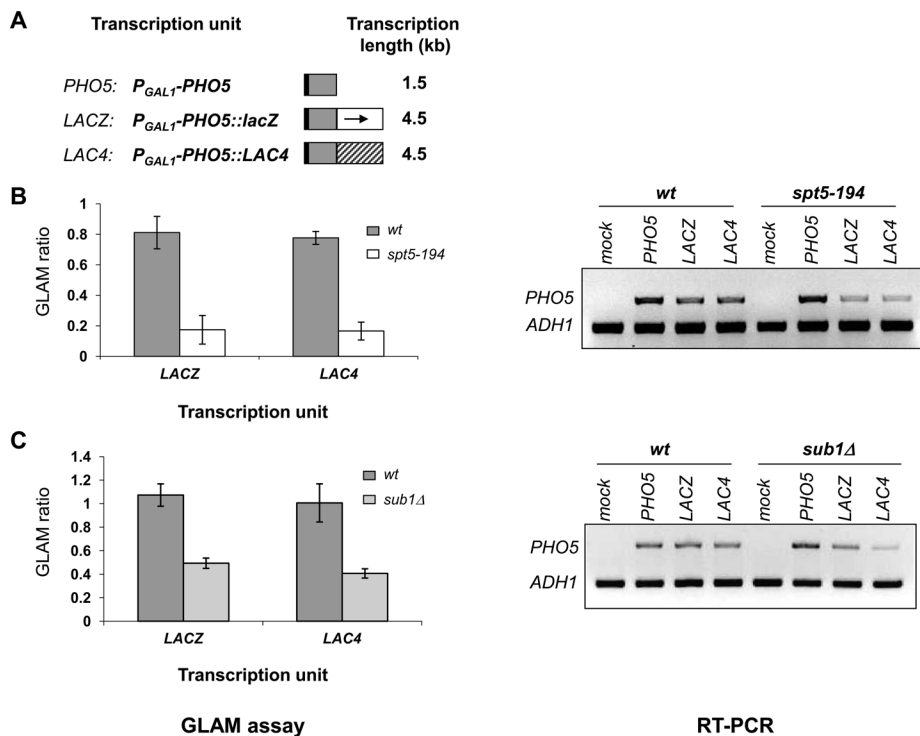 A
Transcription unit
Transcription length (kb)
PHO5: P_GAL1-PHO5 1.5
LACZ: P_GAL1-PHO5::lacZ 4.5
LAC4: P_GAL1-PHO5::LAC4 4.5
B
GLAM ratio
1
0.8
0.6
0.4
0.2
0
wt
spt5-194
LACZ LAC4
Transcription unit
wt spt5-194
mock PHO5 LACZ LAC4 mock PHO5 LACZ LAC4
PHO5
ADH1
C
GLAM ratio
1.4
1.2
1
0.8
0.6
0.4
0.2
0
wt
sub1Δ
LACZ LAC4
Transcription unit
wt sub1Δ
mock PHO5 LACZ LAC4 mock PHO5 LACZ LAC4
PHO5
ADH1
GLAM assay RT-PCR